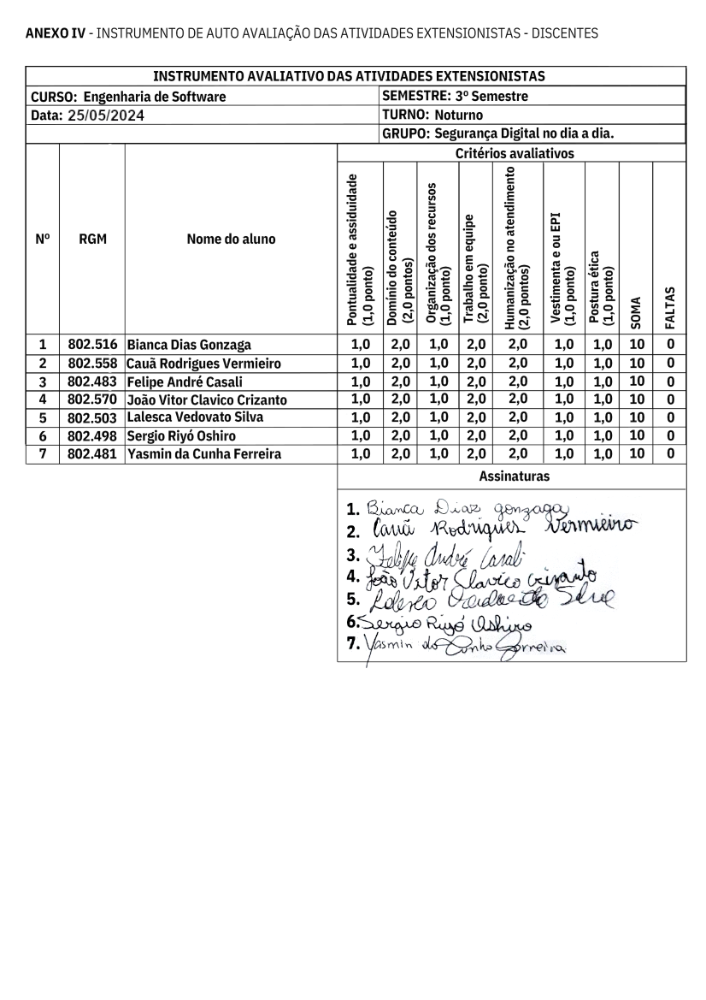 ANEXO IV - INSTRUMENTO DE AUTO AVALIAÇÃO DAS ATIVIDADES EXTENSIONISTAS - DISCENTES
INSTRUMENTO AVALIATIVO DAS ATIVIDADES EXTENSIONISTAS
CURSO: Engenharia de Software SEMESTRE: 3º Semestre
Data: 25/05/2024 TURNO: Noturno
GRUPO: Segurança Digital no dia a dia.
Critérios avaliativos
Nº RGM Nome do aluno
Pontualidade e assiduidade
(1,0 ponto)
Domínio do conteúdo
(2,0 pontos)
Organização dos recursos
(1,0 ponto)
Trabalho em equipe
(2,0 ponto)
Humanização no atendimento
(2,0 pontos)
Vestimenta e ou EPI
(1,0 ponto)
Postura ética
(1,0 ponto)
SOMA
FALTAS
1 802.516 Bianca Dias Gonzaga 1,0 2,0 1,0 2,0 2,0 1,0 1,0 10 0
2 802.558 Cauã Rodrigues Vermieiro 1,0 2,0 1,0 2,0 2,0 1,0 1,0 10 0
3 802.483 Felipe André Casali 1,0 2,0 1,0 2,0 2,0 1,0 1,0 10 0
4 802.570 João Vitor Clavico Crizanto 1,0 2,0 1,0 2,0 2,0 1,0 1,0 10 0
5 802.503 Lalesca Vedovato Silva 1,0 2,0 1,0 2,0 2,0 1,0 1,0 10 0
6 802.498 Sergio Riyó Oshiro 1,0 2,0 1,0 2,0 2,0 1,0 1,0 10 0
7 802.481 Yasmin da Cunha Ferreira 1,0 2,0 1,0 2,0 2,0 1,0 1,0 10 0
Assinaturas
1. Bianca Dias gonzaga
2. Cauã Rodrigues Vermieiro
3. Felipe André Casali
4. João Vitor Clavico Crizanto
5. Lalesca Vedovato Silva
6. Sergio Riyó Oshiro
7. Yasmin da Cunha Ferreira